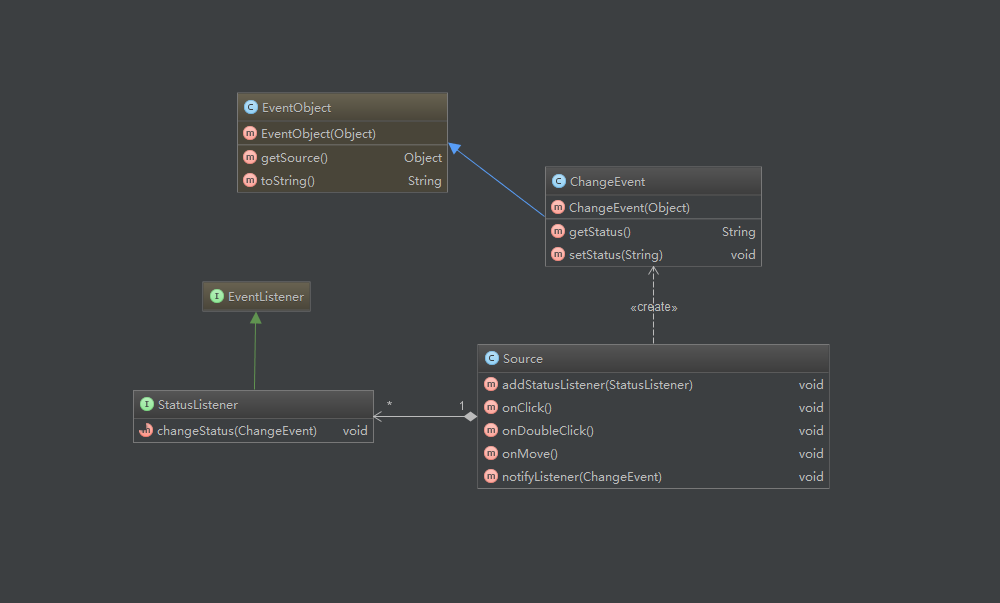 C EventObject
m EventObject(Object)
m getSource() Object
m toString() String
C ChangeEvent
m ChangeEvent(Object)
m getStatus() String
m setStatus(String) void
I EventListener
«create»
C Source
m addStatusListener(StatusListener) void
m onClick() void
m onDoubleClick() void
m onMove() void
m notifyListener(ChangeEvent) void
I StatusListener
m changeStatus(ChangeEvent) void
* 1